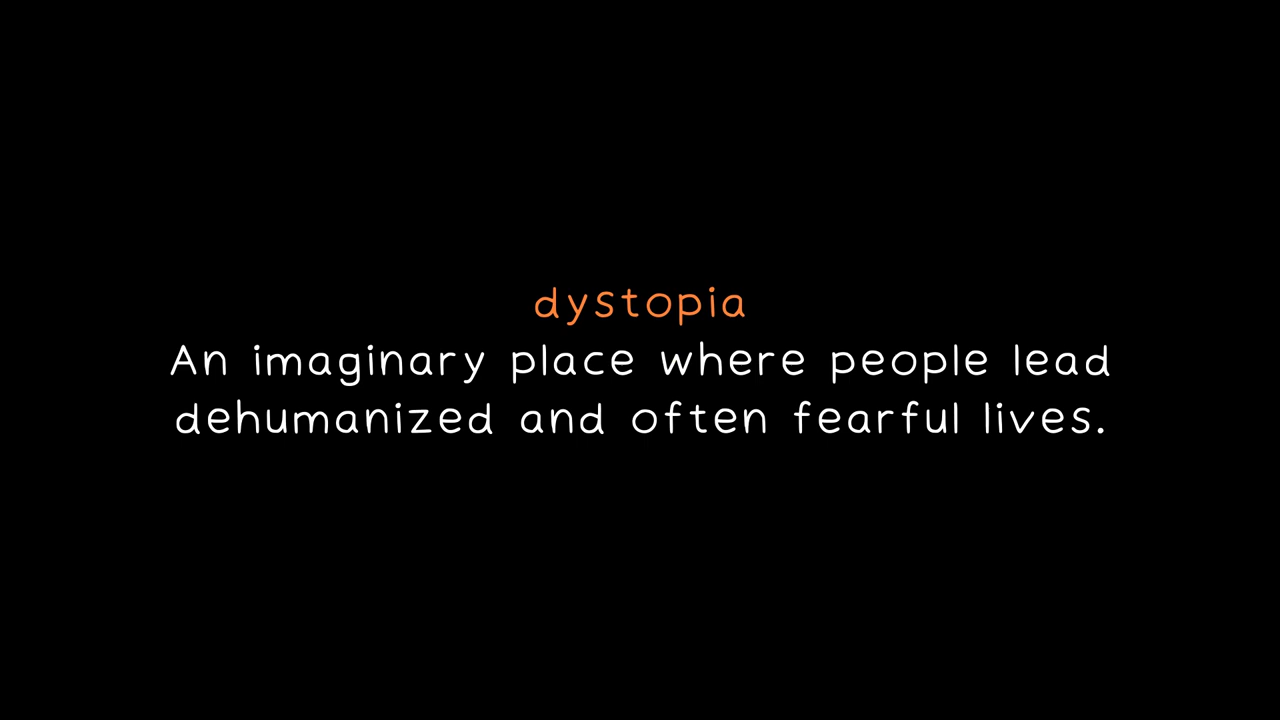 dystopia
An imaginary place where people lead
dehumanized and often fearful lives.